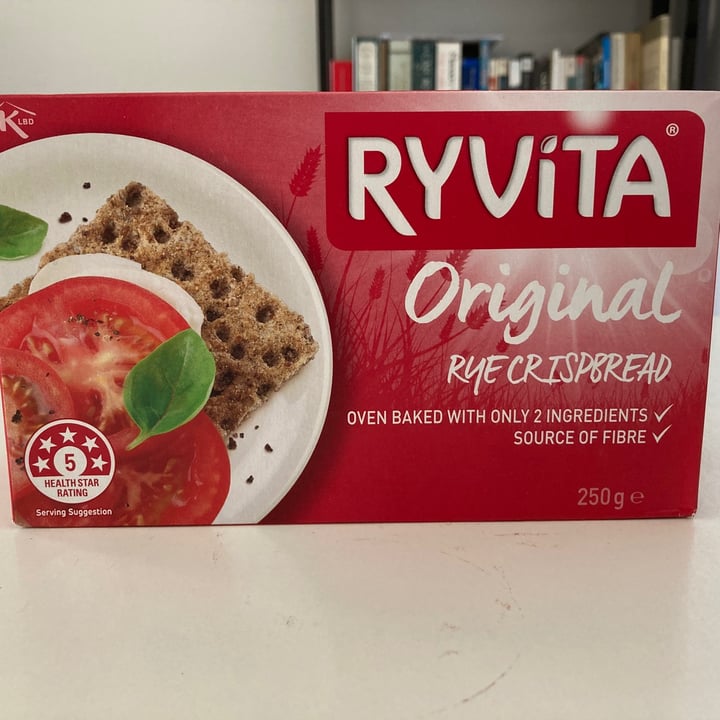 K LBD
RYVITA®
Original
RYE CRISPBREAD
OVEN BAKED WITH ONLY 2 INGREDIENTS ✓
SOURCE OF FIBRE ✓
5
HEALTH STAR
RATING
Serving Suggestion
250g ℮